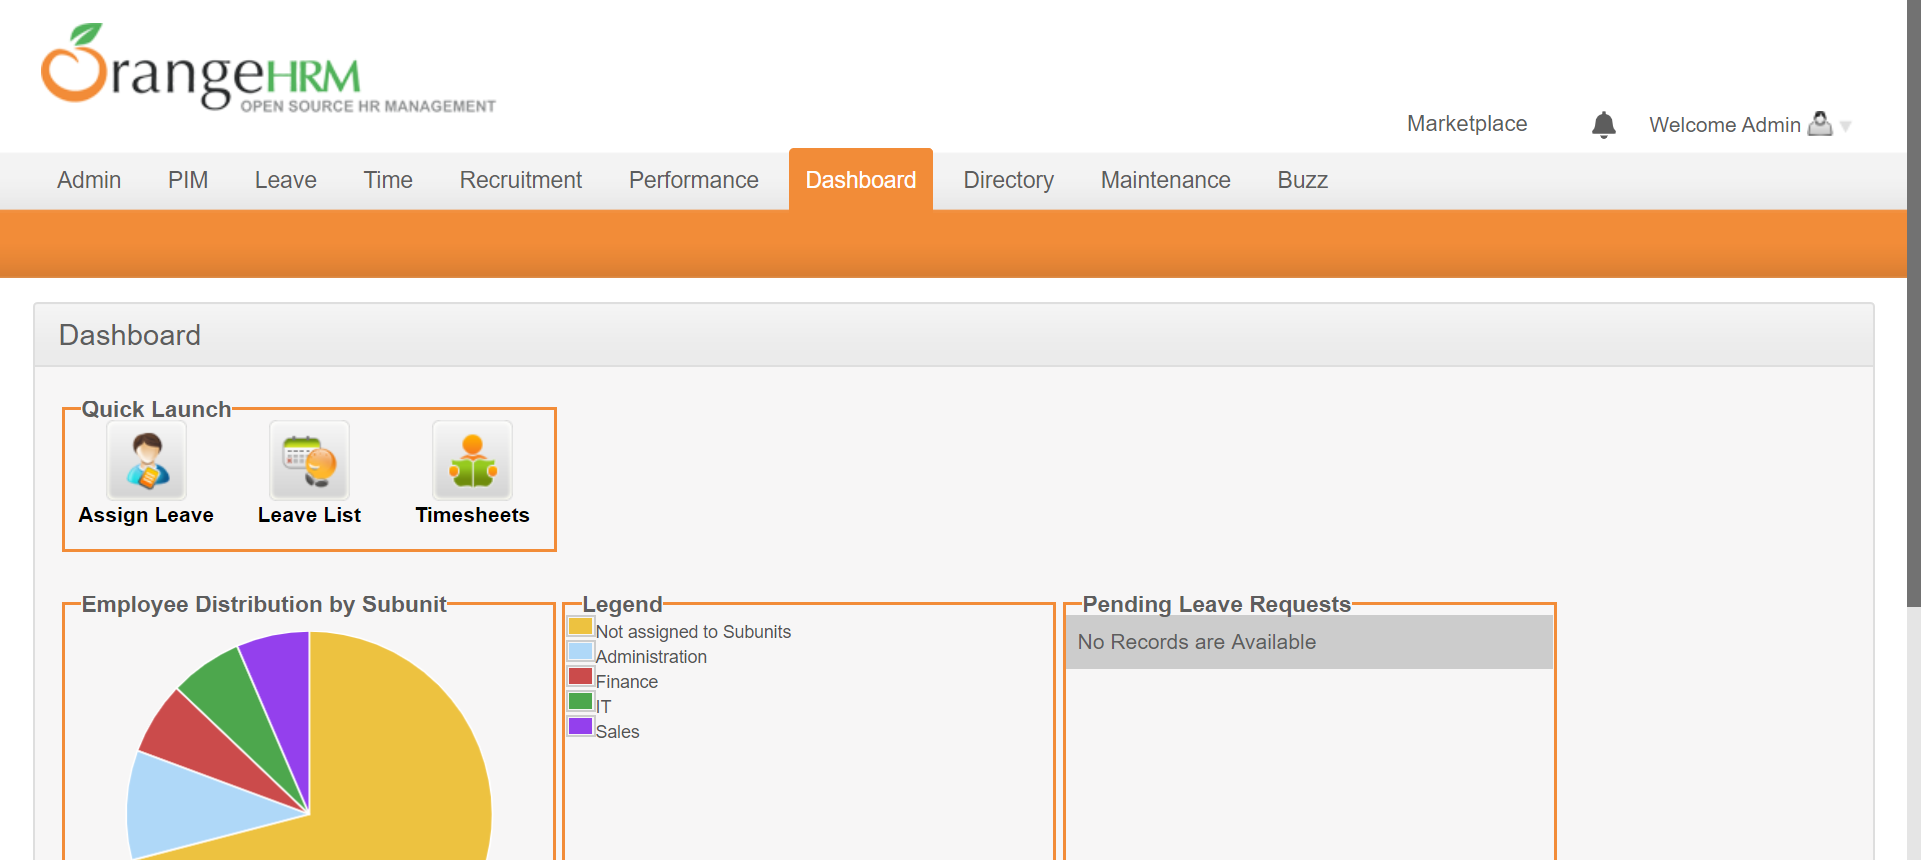 OrangeHRM
OPEN SOURCE HR MANAGEMENT
Marketplace
Welcome Admin
Admin PIM Leave Time Recruitment Performance Dashboard Directory Maintenance Buzz
Dashboard
Quick Launch
Assign Leave Leave List Timesheets
Employee Distribution by Subunit
Legend
Not assigned to Subunits
Administration
Finance
IT
Sales
Pending Leave Requests
No Records are Available